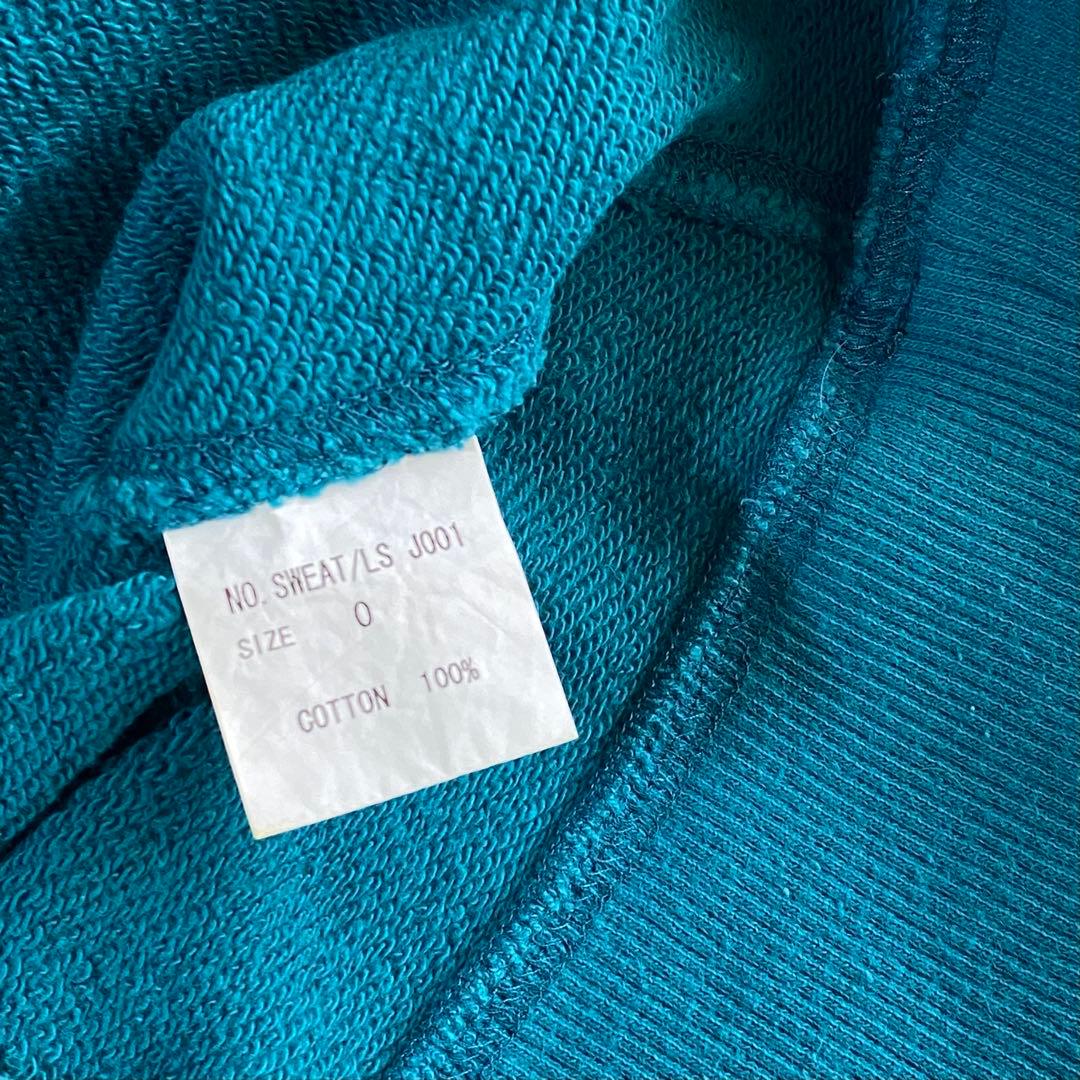 NO. SWEAT/LS J001
SIZE 0
COTTON 100%